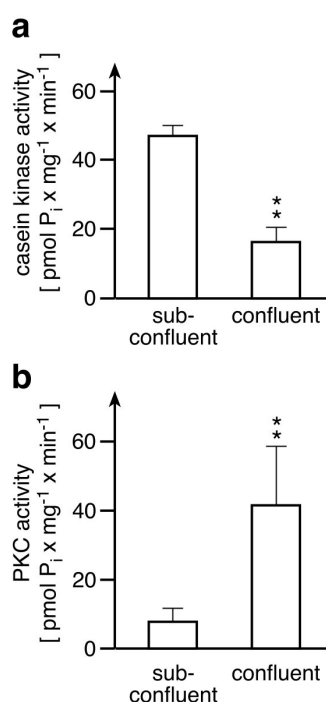 a
casein kinase activity
[ pmol Pi x mg-1 x min-1 ]
60
40
20
0
**
sub-
confluent
confluent
b
PKC activity
[ pmol Pi x mg-1 x min-1 ]
60
40
20
0
**
sub-
confluent
confluent